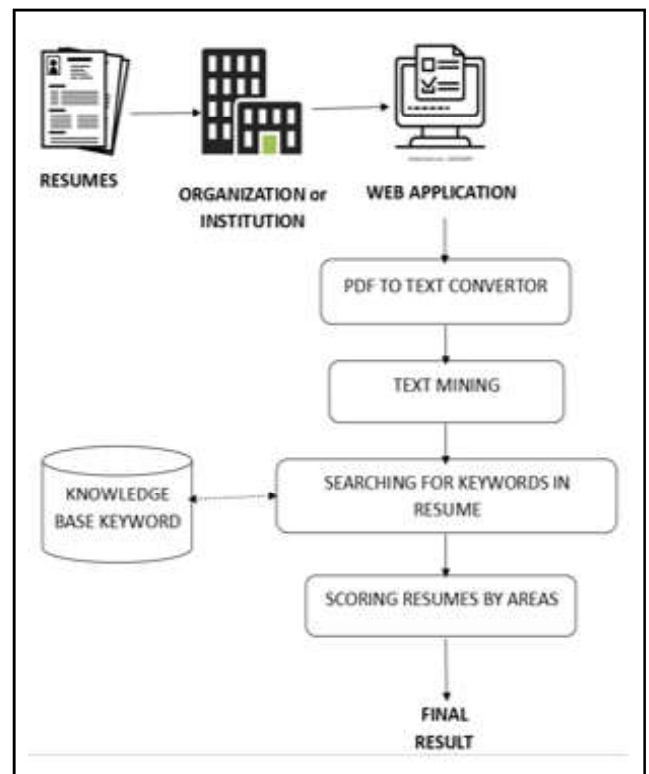 RESUMES
ORGANIZATION or
INSTITUTION
WEB APPLICATION
PDF TO TEXT CONVERTOR
TEXT MINING
SEARCHING FOR KEYWORDS IN
RESUME
KNOWLEDGE
BASE KEYWORD
SCORING RESUMES BY AREAS
FINAL
RESULT